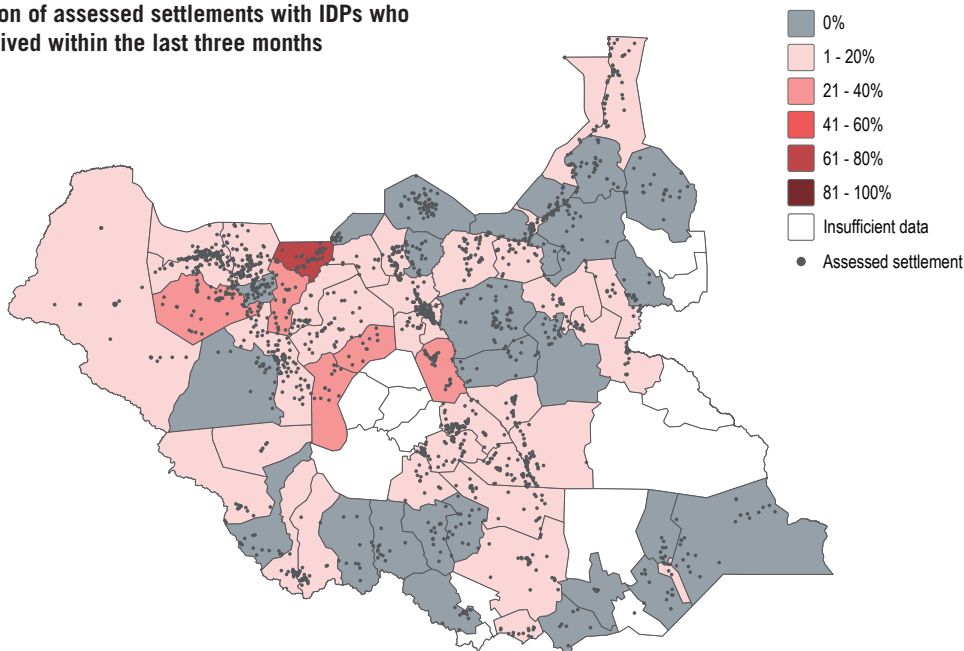 on of assessed settlements with IDPs who
ived within the last three months
0%
1 - 20%
21 - 40%
41 - 60%
61 - 80%
81 - 100%
Insufficient data
Assessed settlement